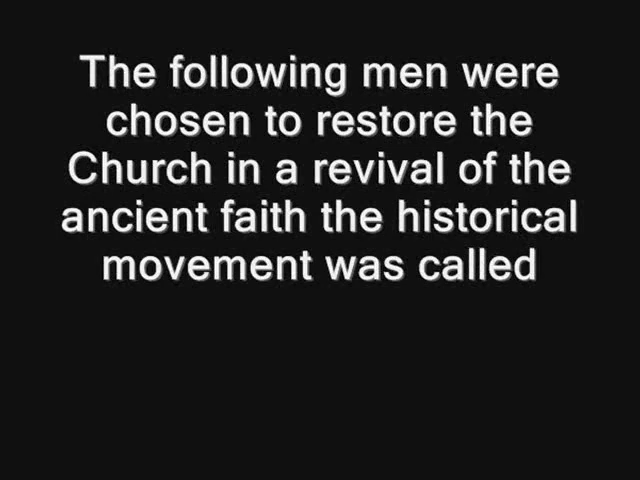 The following men were
chosen to restore the
Church in a revival of the
ancient faith the historical
movement was called